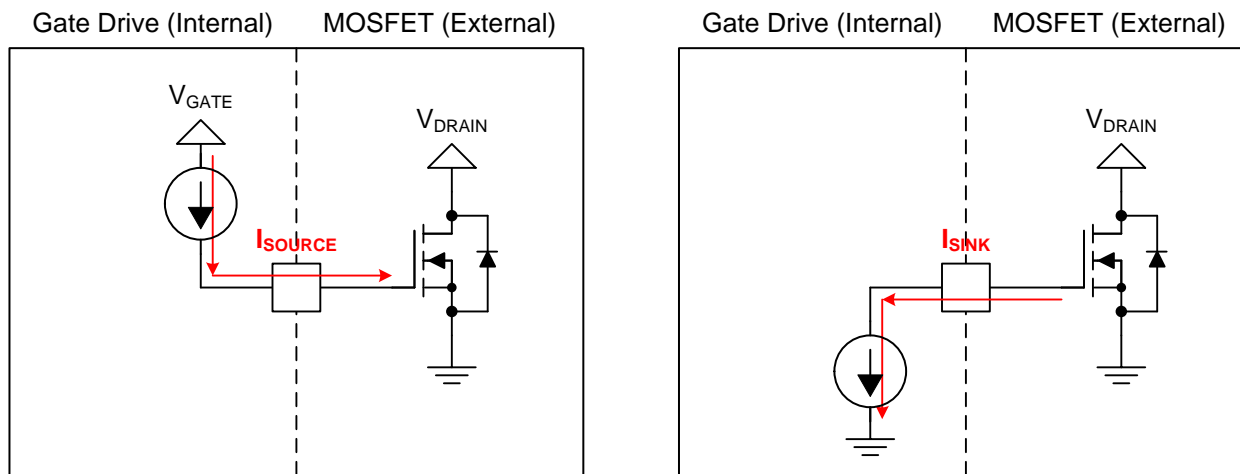 Gate Drive (Internal) MOSFET (External)
V_GATE
V_DRAIN
I_SOURCE
Gate Drive (Internal) MOSFET (External)
V_DRAIN
I_SINK